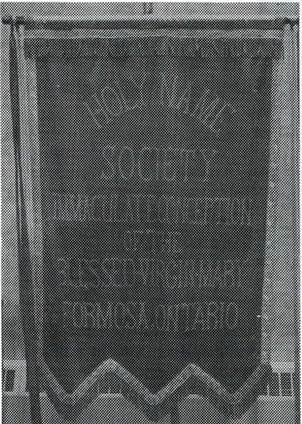 HOLY NAME
SOCIETY
IMMACULATE CONCEPTION
OF THE
BLESSED VIRGIN MARY
FORMOSA, ONTARIO